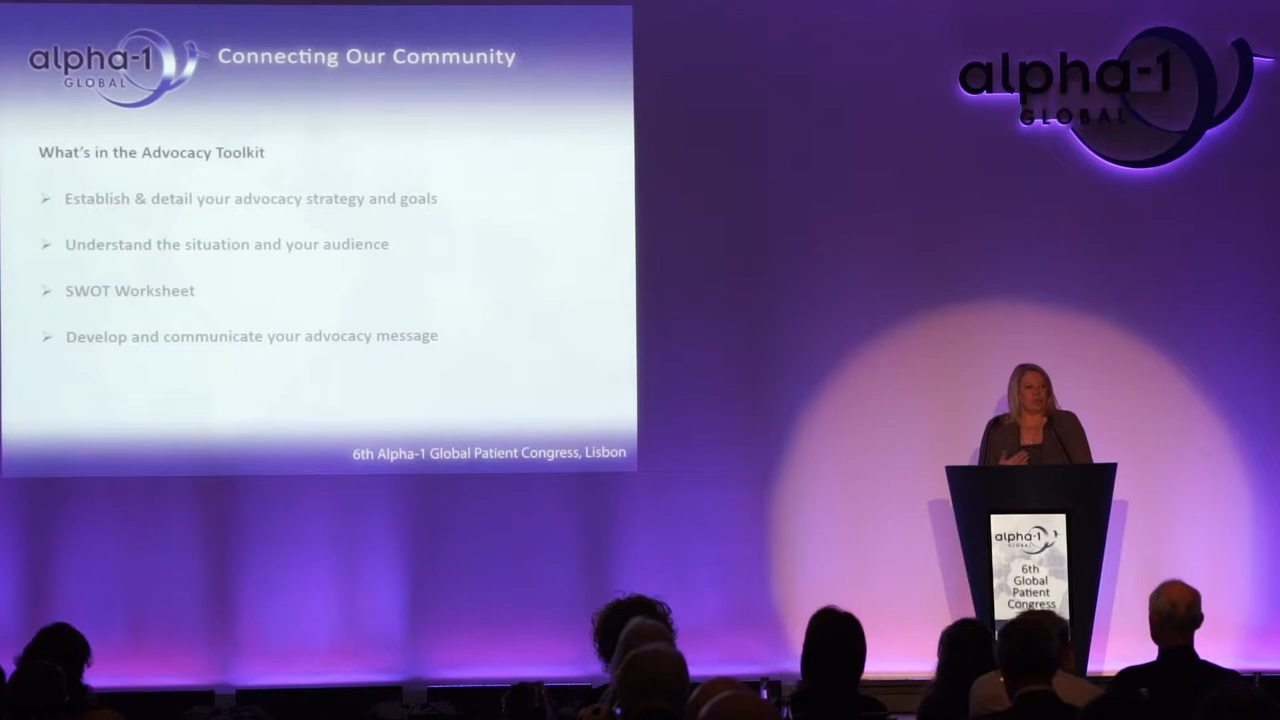 alpha-1
GLOBAL
Connecting Our Community
What's in the Advocacy Toolkit
➢ Establish & detail your advocacy strategy and goals
➢ Understand the situation and your audience
➢ SWOT Worksheet
➢ Develop and communicate your advocacy message
6th Alpha-1 Global Patient Congress, Lisbon
alpha-1
GLOBAL
alpha-1
GLOBAL
6th
Global
Patient
Congress